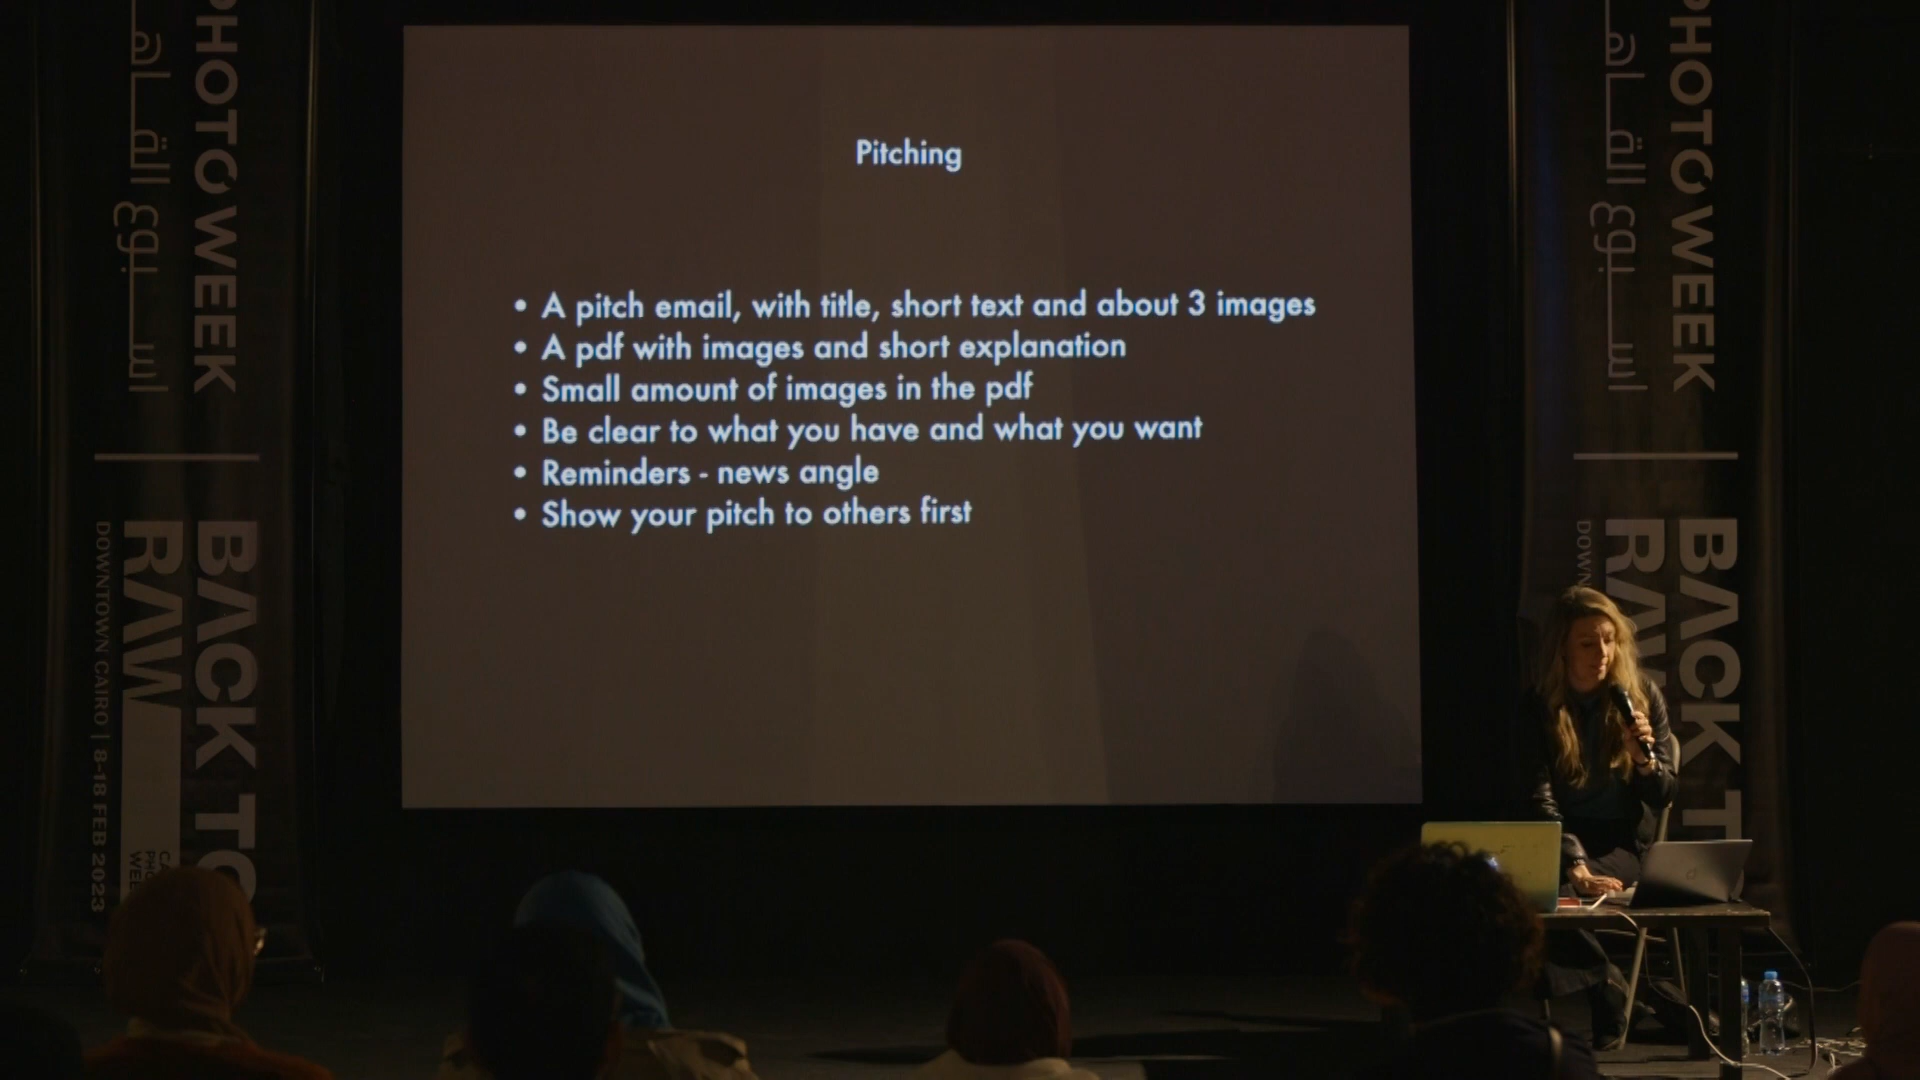 PHOTO WEEK
BACK TO
RAW
DOWNTOWN CAIRO | 8-18 FEB 2023
Pitching
• A pitch email, with title, short text and about 3 images
• A pdf with images and short explanation
• Small amount of images in the pdf
• Be clear to what you have and what you want
• Reminders - news angle
• Show your pitch to others first
PHOTO WEEK
BACK T
RAW
DOWN